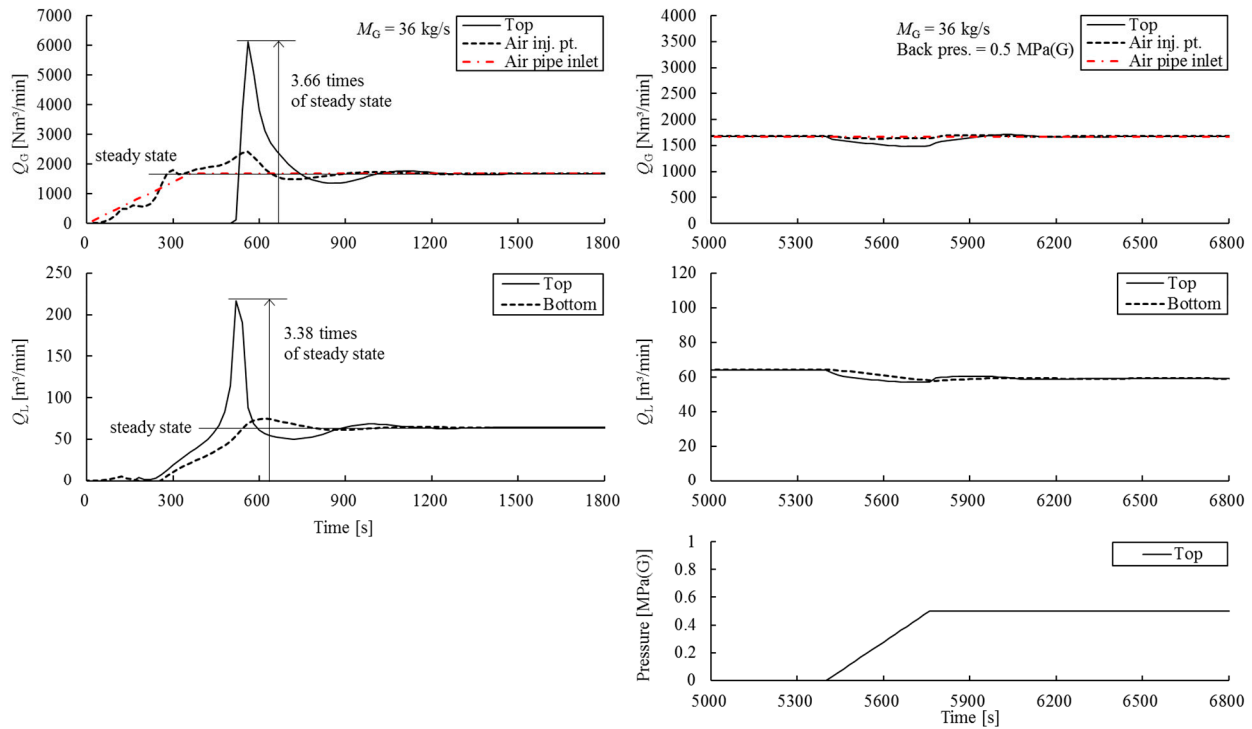 7000
6000
5000
4000
3000
2000
1000
0
Q_G [Nm³/min]
M_G = 36 kg/s
Top
Air inj. pt.
Air pipe inlet
3.66 times
of steady state
steady state
0 300 600 900 1200 1500 1800
250
200
150
100
50
0
Q_L [m³/min]
Top
Bottom
3.38 times
of steady state
steady state
0 300 600 900 1200 1500 1800
Time [s]
4000
3500
3000
2500
2000
1500
1000
500
0
Q_G [Nm³/min]
M_G = 36 kg/s
Back pres. = 0.5 MPa(G)
Top
Air inj. pt.
Air pipe inlet
5000 5300 5600 5900 6200 6500 6800
120
100
80
60
40
20
0
Q_L [m³/min]
Top
Bottom
5000 5300 5600 5900 6200 6500 6800
1
0.8
0.6
0.4
0.2
0
Pressure [MPa(G)]
Top
5000 5300 5600 5900 6200 6500 6800
Time [s]